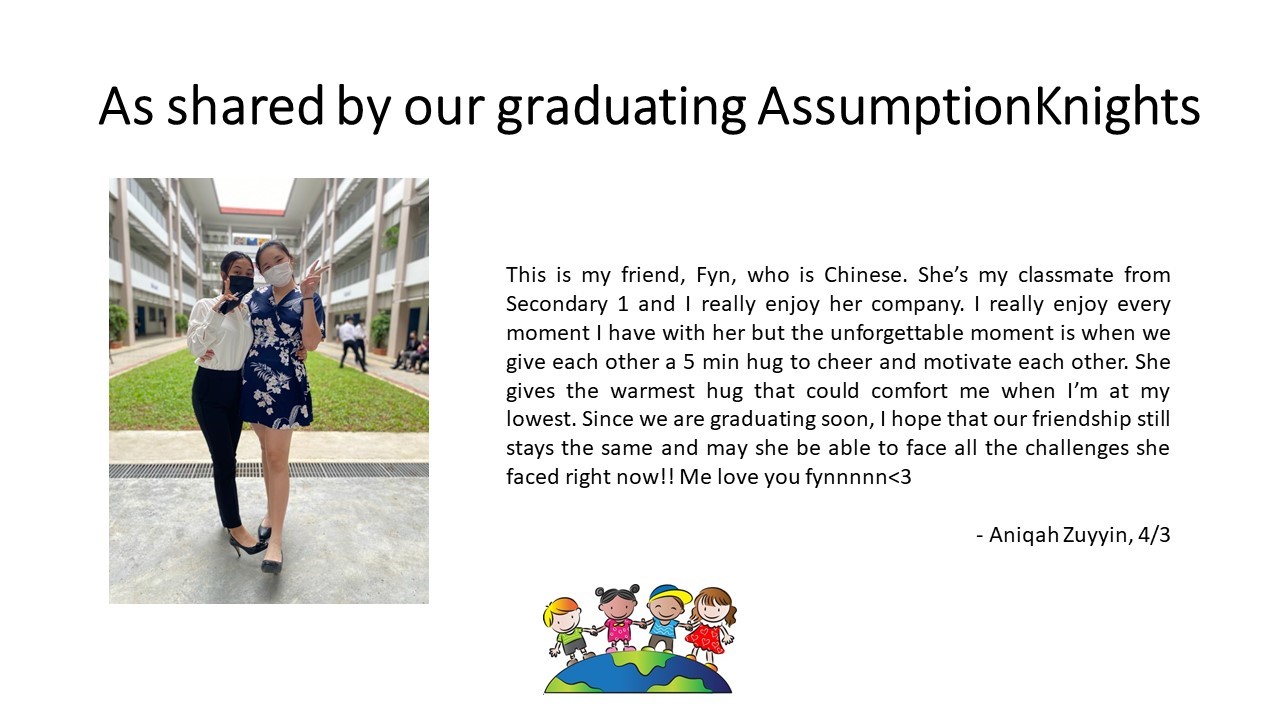 As shared by our graduating AssumptionKnights
This is my friend, Fyn, who is Chinese. She’s my classmate from
Secondary 1 and I really enjoy her company. I really enjoy every
moment I have with her but the unforgettable moment is when we
give each other a 5 min hug to cheer and motivate each other. She
gives the warmest hug that could comfort me when I’m at my
lowest. Since we are graduating soon, I hope that our friendship still
stays the same and may she be able to face all the challenges she
faced right now!! Me love you fynnnnn<3
- Aniqah Zuyyin, 4/3